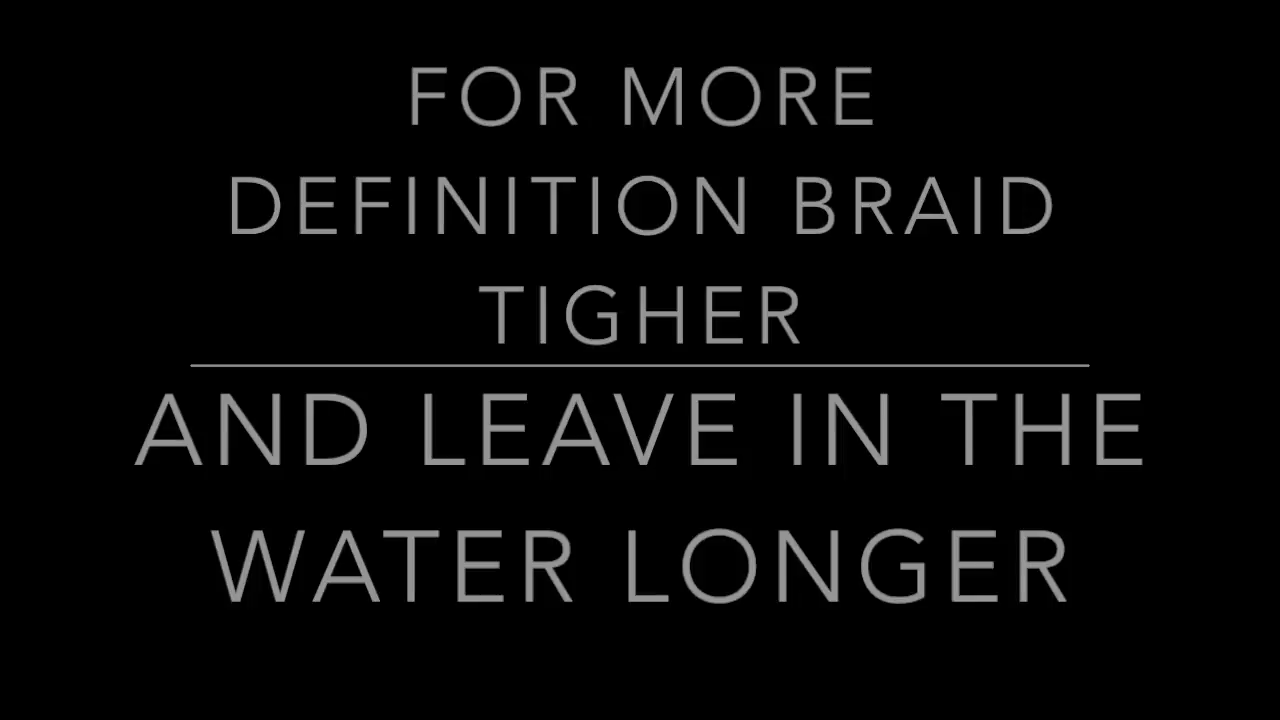 FOR MORE
DEFINITION BRAID
TIGHER
AND LEAVE IN THE
WATER LONGER